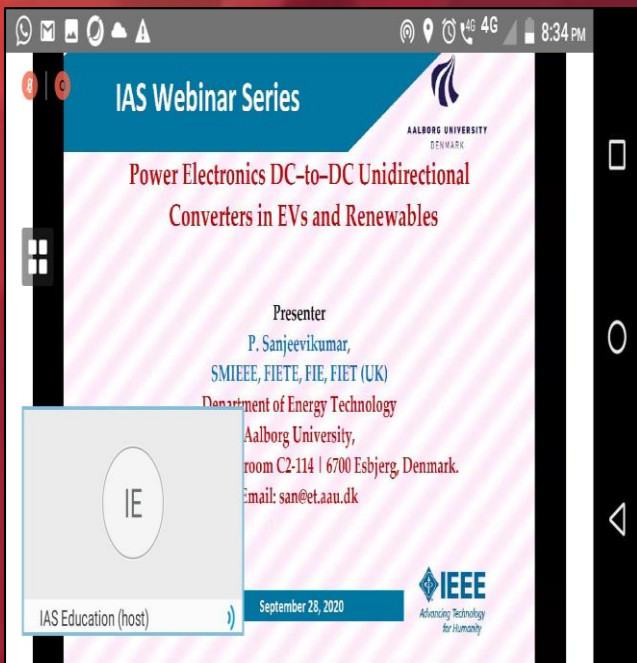 4G 4G 8:34 PM
IAS Webinar Series
AALBORG UNIVERSITY
DENMARK
Power Electronics DC–to–DC Unidirectional
Converters in EVs and Renewables
Presenter
P. Sanjeevikumar,
SMIEEE, FIETE, FIE, FIET (UK)
Department of Energy Technology
Aalborg University,
room C2-114 | 6700 Esbjerg, Denmark.
Email: san@et.aau.dk
IE
IAS Education (host)
September 28, 2020
IEEE
Advancing Technology
for Humanity